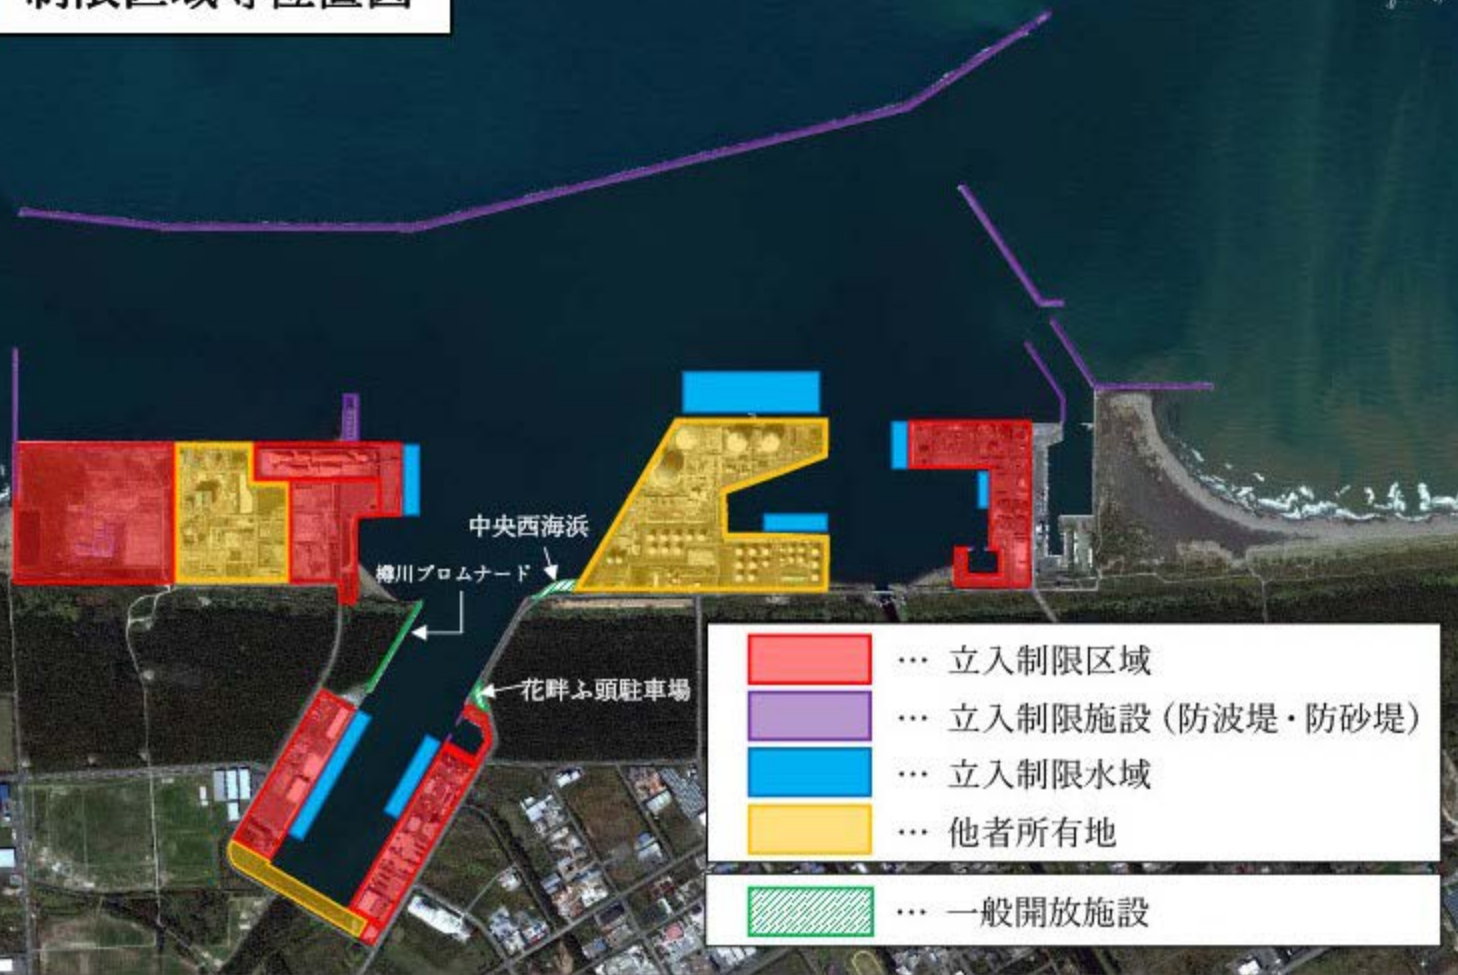 制限区域等位置図
中央西海浜
樽川プロムナード
花畔ふ頭駐車場
… 立入制限区域
… 立入制限施設（防波堤・防砂堤）
… 立入制限水域
… 他者所有地
… 一般開放施設